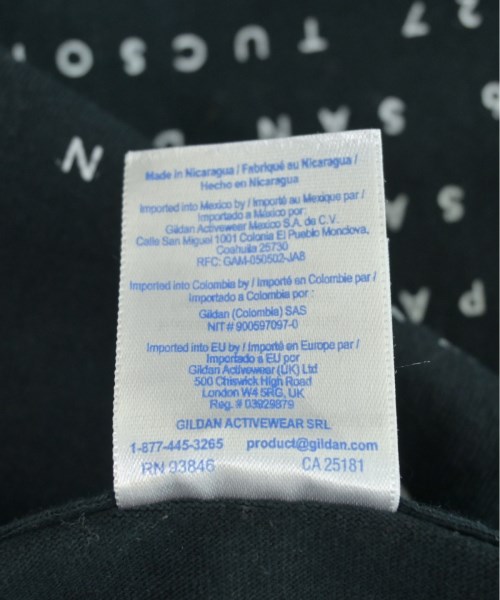 27 TUCSO
SAN D
N
S A
PAY
Made in Nicaragua / Fabriqué au Nicaragua /
Hecho en Nicaragua
Imported into Mexico by / Importé au Mexique par /
Importado a México por:
Gildan Activewear Mexico S.A. de C.V.
Calle San Miguel 1001 Colonia El Pueblo Monclova,
Coahuila 25730
RFC: GAM-050502-JA8
Imported into Colombia by / Importé en Colombie par /
Importado a Colombia por :
Gildan (Colombia) SAS
NIT # 900597097-0
Imported into EU by / Importé en Europe par /
Importado a EU por
Gildan Activewear (UK) Ltd
500 Chiswick High Road
London W4 5RG, UK
Reg. # 03929879
GILDAN ACTIVEWEAR SRL
1-877-445-3265 product@gildan.com
RN 93846 CA 25181